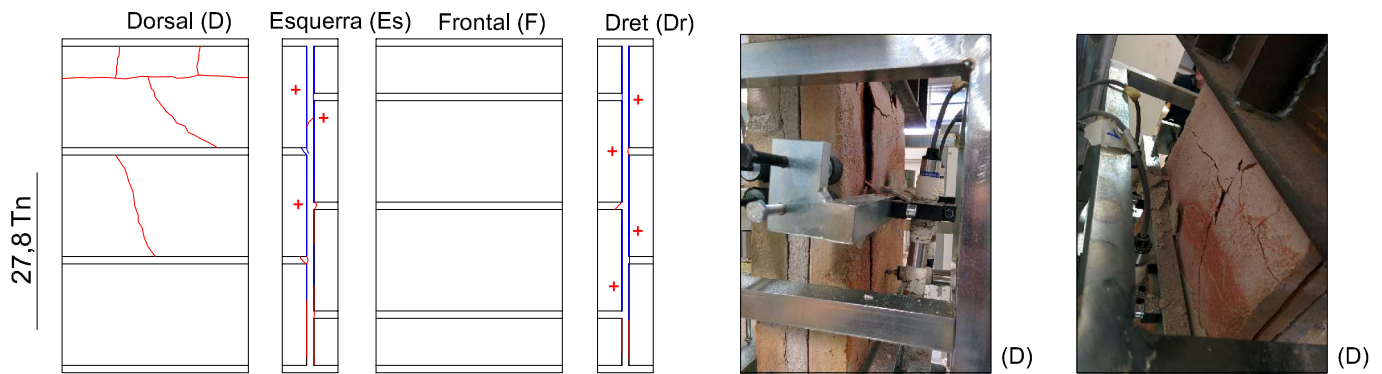 Dorsal (D)
Esquerra (Es)
Frontal (F)
Dret (Dr)
27,8 Tn
(D)
(D)